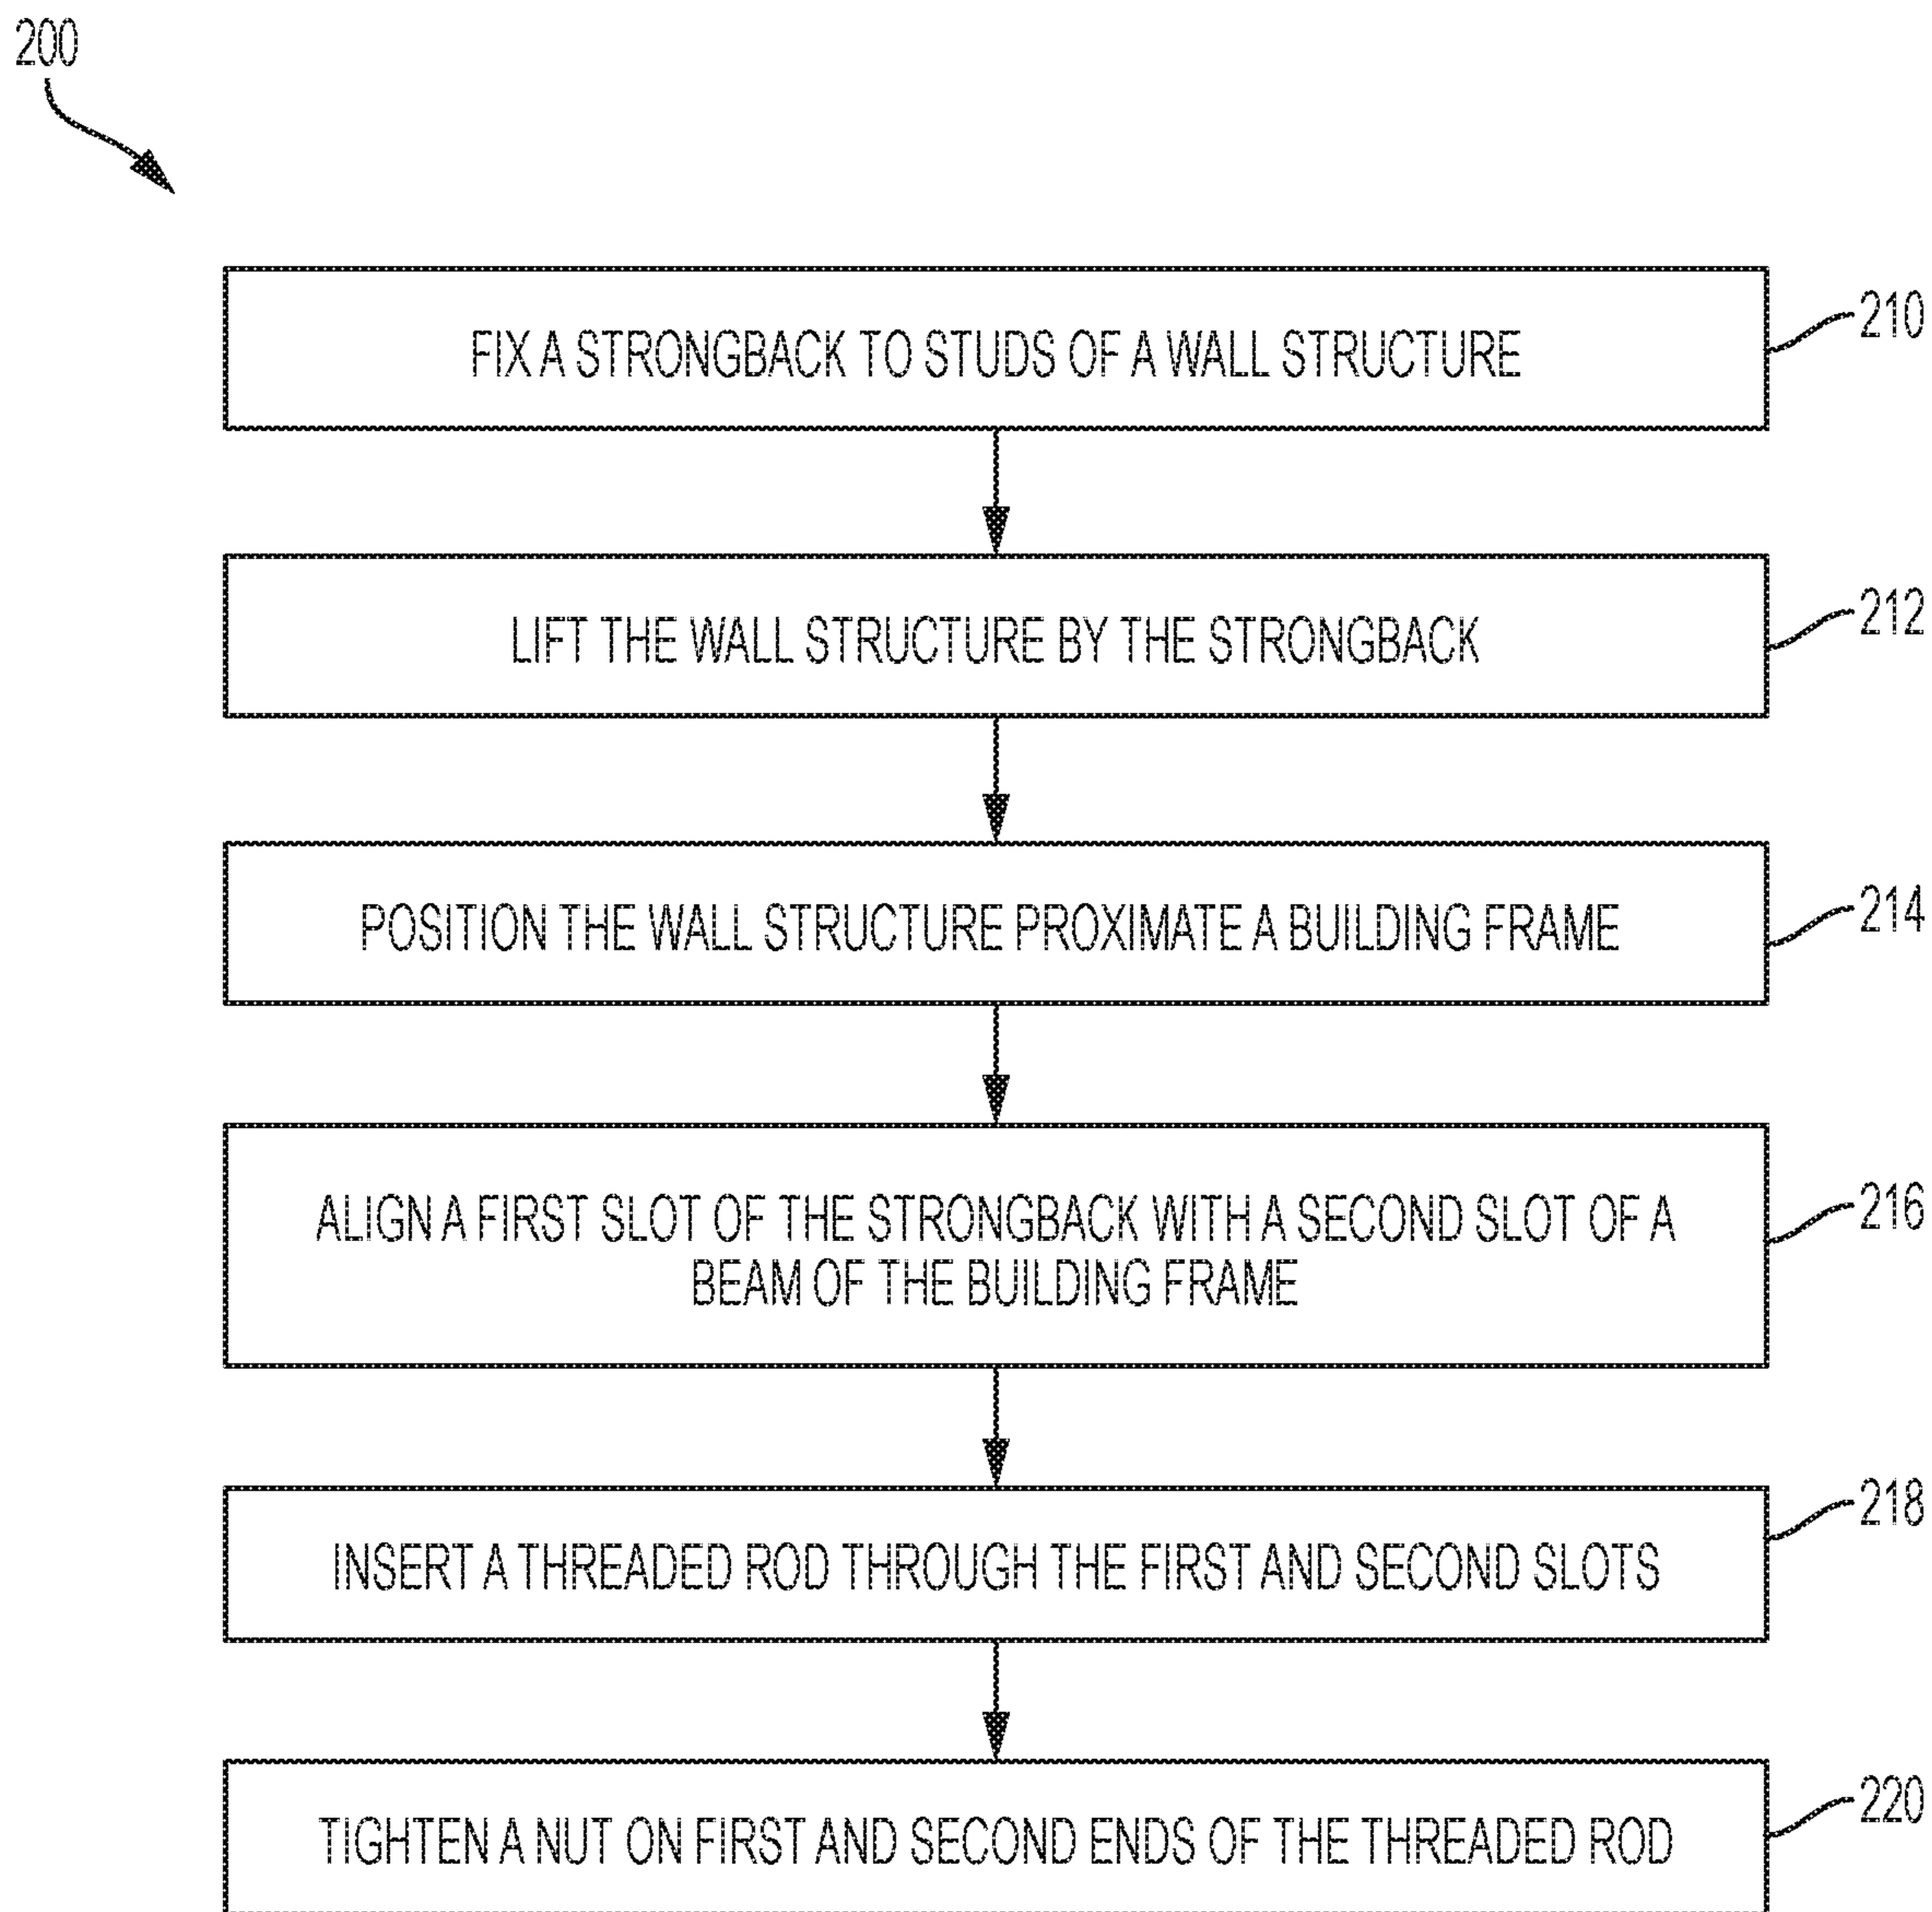 200
FIX A STRONGBACK TO STUDS OF A WALL STRUCTURE
210
LIFT THE WALL STRUCTURE BY THE STRONGBACK
212
POSITION THE WALL STRUCTURE PROXIMATE A BUILDING FRAME
214
ALIGN A FIRST SLOT OF THE STRONGBACK WITH A SECOND SLOT OF A
BEAM OF THE BUILDING FRAME
216
INSERT A THREADED ROD THROUGH THE FIRST AND SECOND SLOTS
218
TIGHTEN A NUT ON FIRST AND SECOND ENDS OF THE THREADED ROD
220